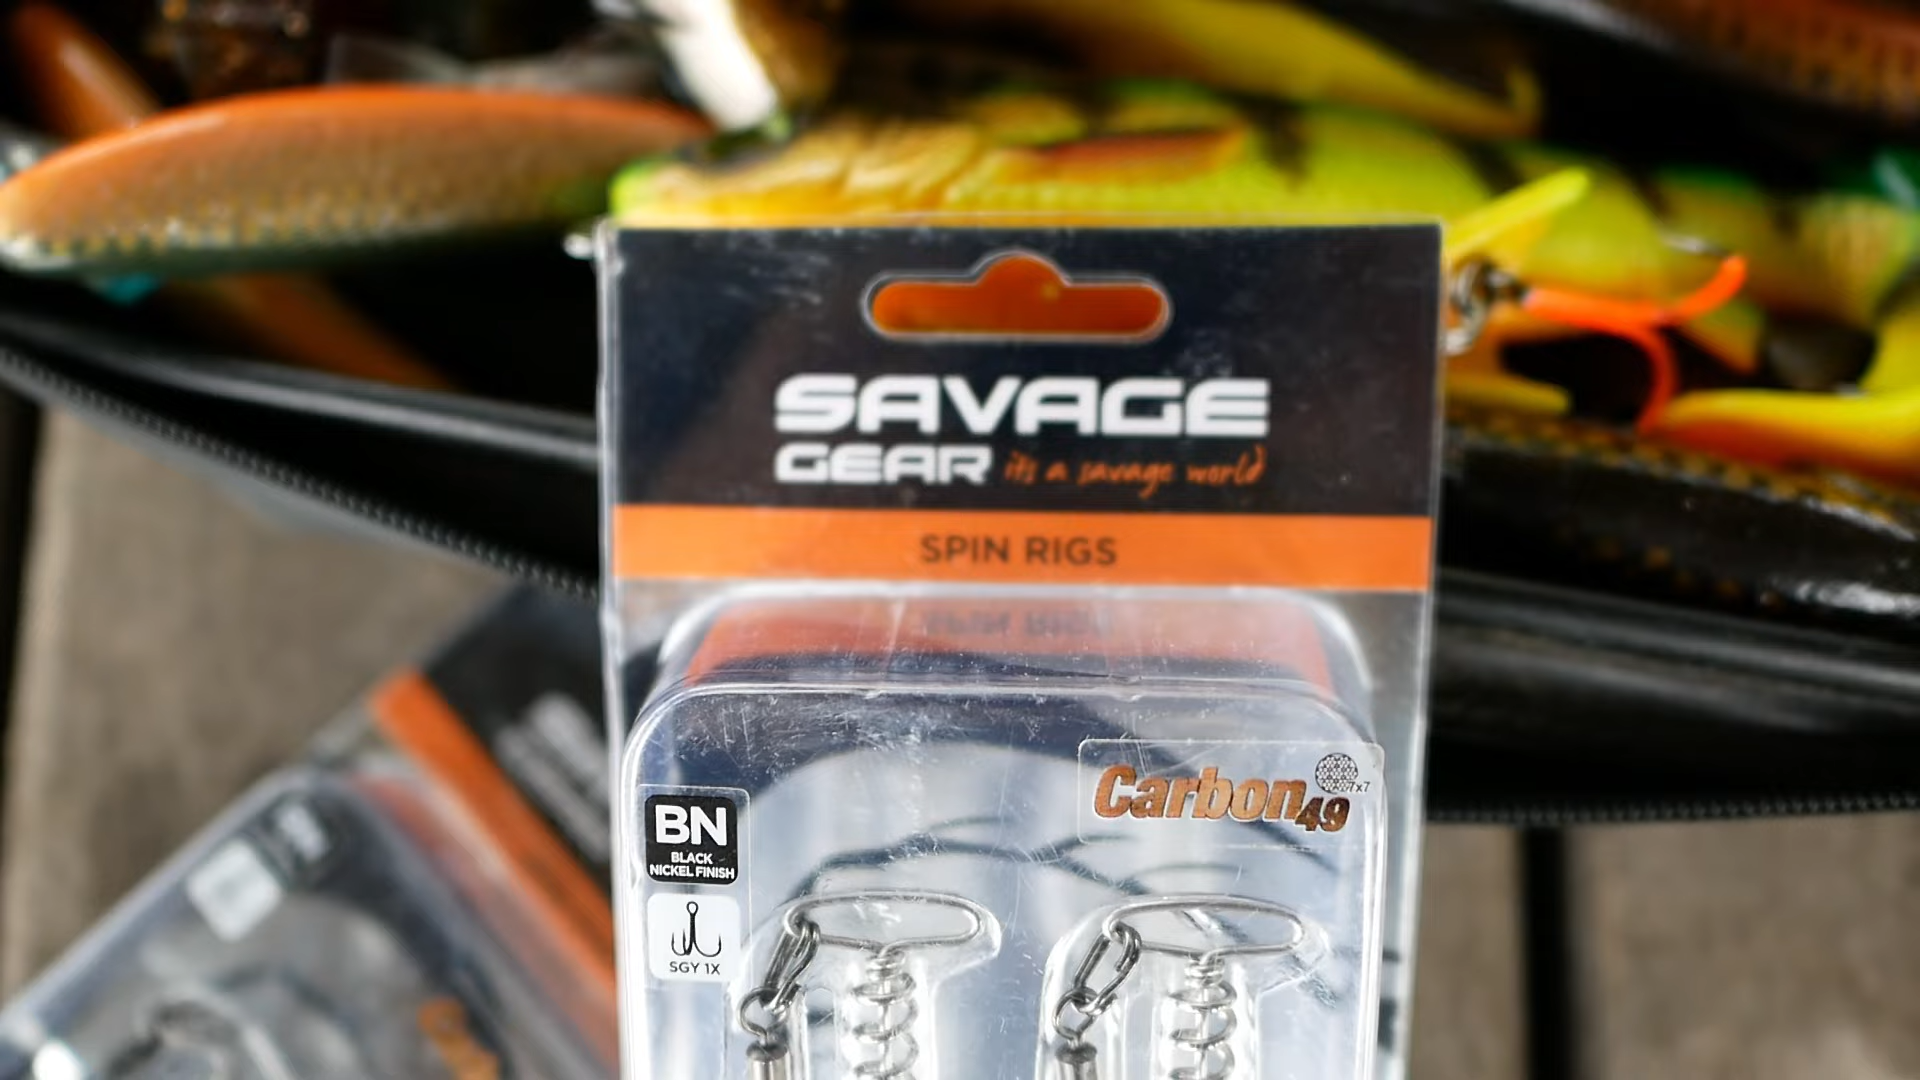 SAVAGE
GEAR its a savage world
SPIN RIGS
Carbon49
7x7
BN
BLACK
NICKEL FINISH
SGY 1X